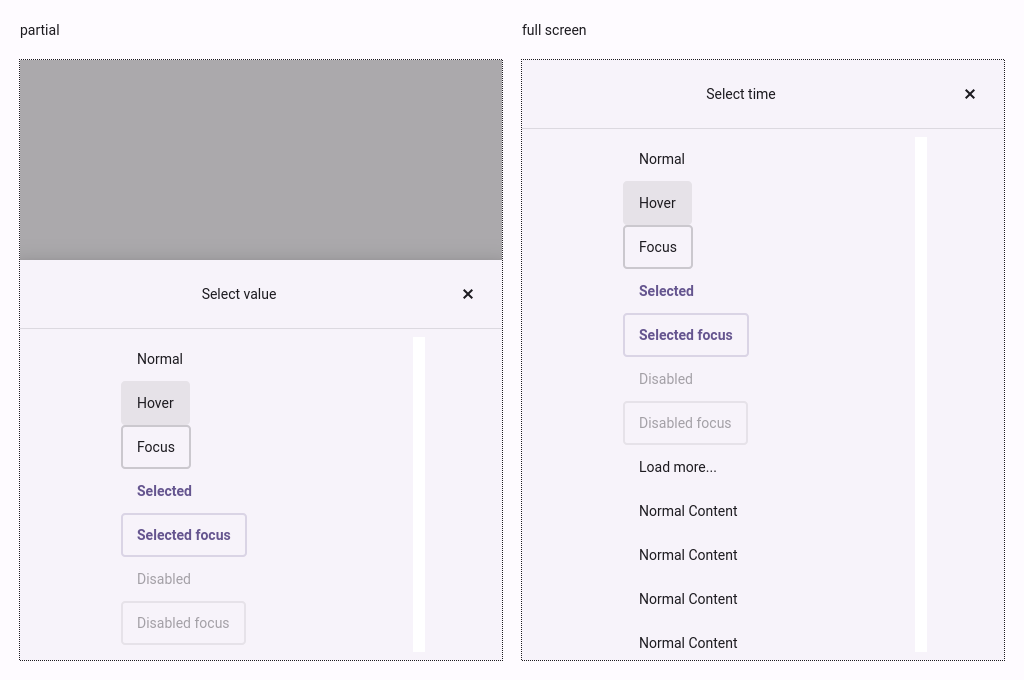 partial
Select value
Normal
Hover
Focus
Selected
Selected focus
Disabled
Disabled focus
full screen
Select time
Normal
Hover
Focus
Selected
Selected focus
Disabled
Disabled focus
Load more...
Normal Content
Normal Content
Normal Content
Normal Content